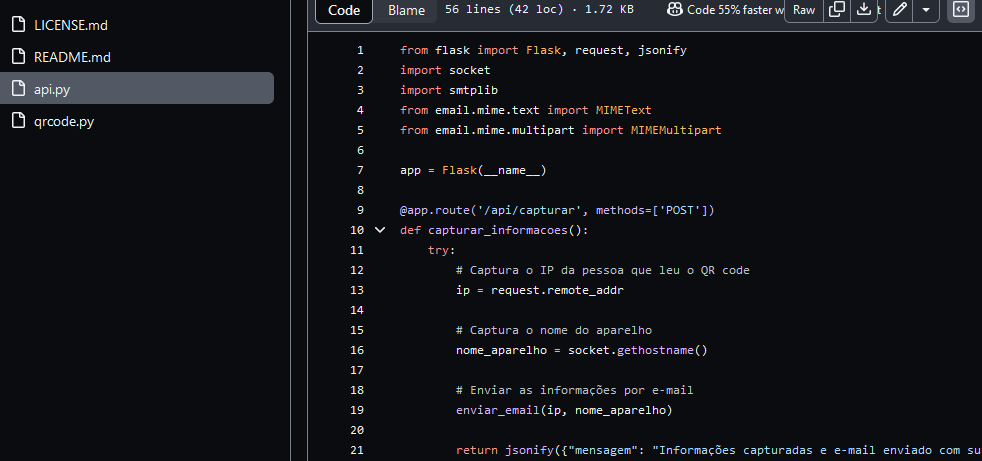 LICENSE.md
README.md
api.py
qrcode.py
Code Blame 56 lines (42 loc) · 1.72 KB Code 55% faster w Raw
1 from flask import Flask, request, jsonify
2 import socket
3 import smtplib
4 from email.mime.text import MIMEText
5 from email.mime.multipart import MIMEMultipart
6
7 app = Flask(__name__)
8
9 @app.route('/api/capturar', methods=['POST'])
10 def capturar_informacoes():
11 try:
12 # Captura o IP da pessoa que leu o QR code
13 ip = request.remote_addr
14
15 # Captura o nome do aparelho
16 nome_aparelho = socket.gethostname()
17
18 # Enviar as informações por e-mail
19 enviar_email(ip, nome_aparelho)
20
21 return jsonify({"mensagem": "Informações capturadas e e-mail enviado com su